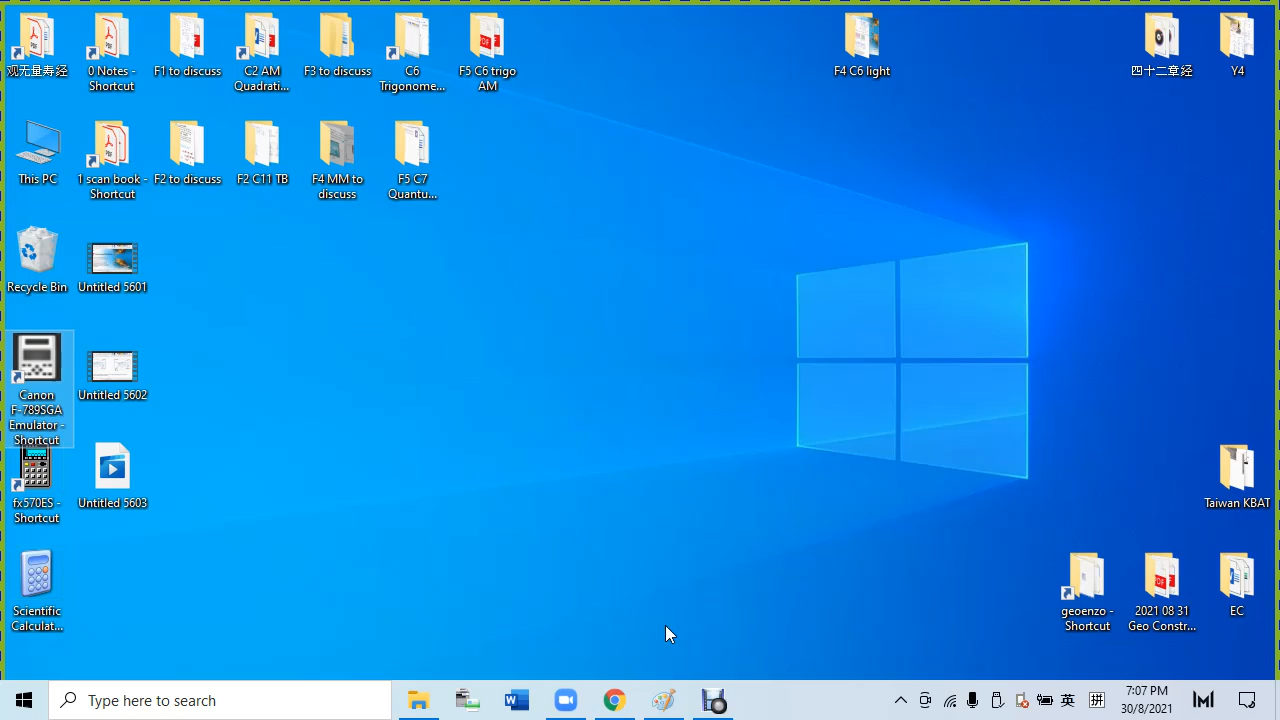 观无量寿经
0 Notes -
Shortcut
F1 to discuss
C2 AM
Quadrati...
F3 to discuss
C6
Trigonome...
F5 C6 trigo
AM
F4 C6 light
四十二章经
Y4
This PC
1 scan book -
Shortcut
F2 to discuss
F2 C11 TB
F4 MM to
discuss
F5 C7
Quantu...
Recycle Bin
Untitled 5601
Canon
F-789SGA
Emulator -
Shortcut
Untitled 5602
fx570ES -
Shortcut
Untitled 5603
Taiwan KBAT
Scientific
Calculat...
geoenzo -
Shortcut
2021 08 31
Geo Constr...
EC
Type here to search
英
拼
7:07 PM
30/8/2021